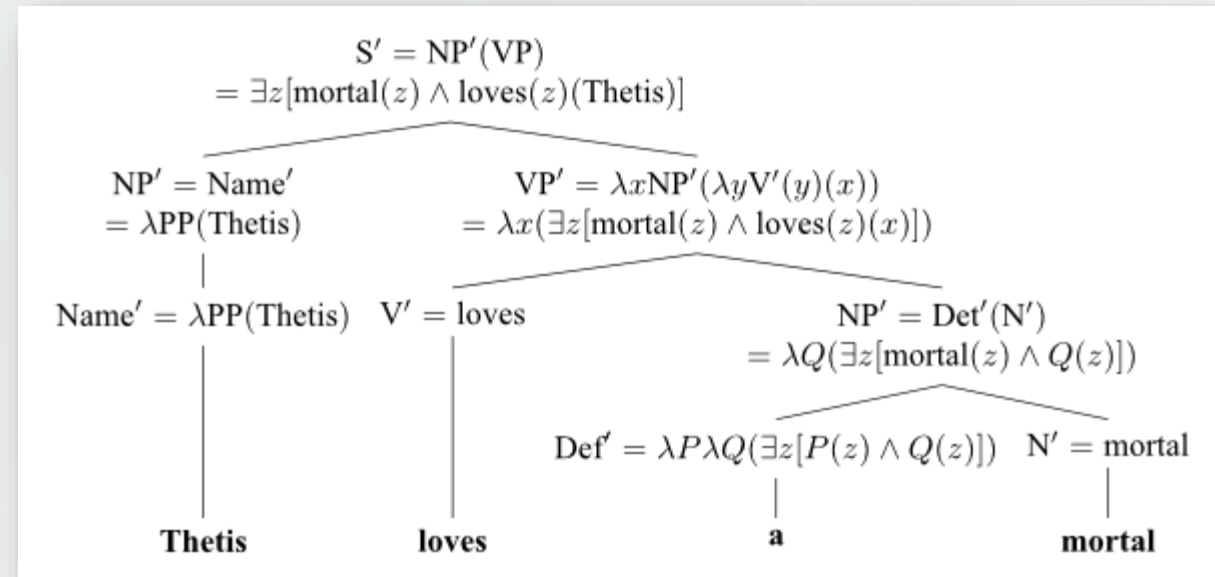 S′ = NP′(VP)
= ∃z[mortal(z) ∧ loves(z)(Thetis)]
NP′ = Name′
= λPP(Thetis)
VP′ = λxNP′(λyV′(y)(x))
= λx(∃z[mortal(z) ∧ loves(z)(x)])
Name′ = λPP(Thetis)
V′ = loves
NP′ = Det′(N′)
= λQ(∃z[mortal(z) ∧ Q(z)])
Def′ = λPλQ(∃z[P(z) ∧ Q(z)])
N′ = mortal
Thetis loves a mortal